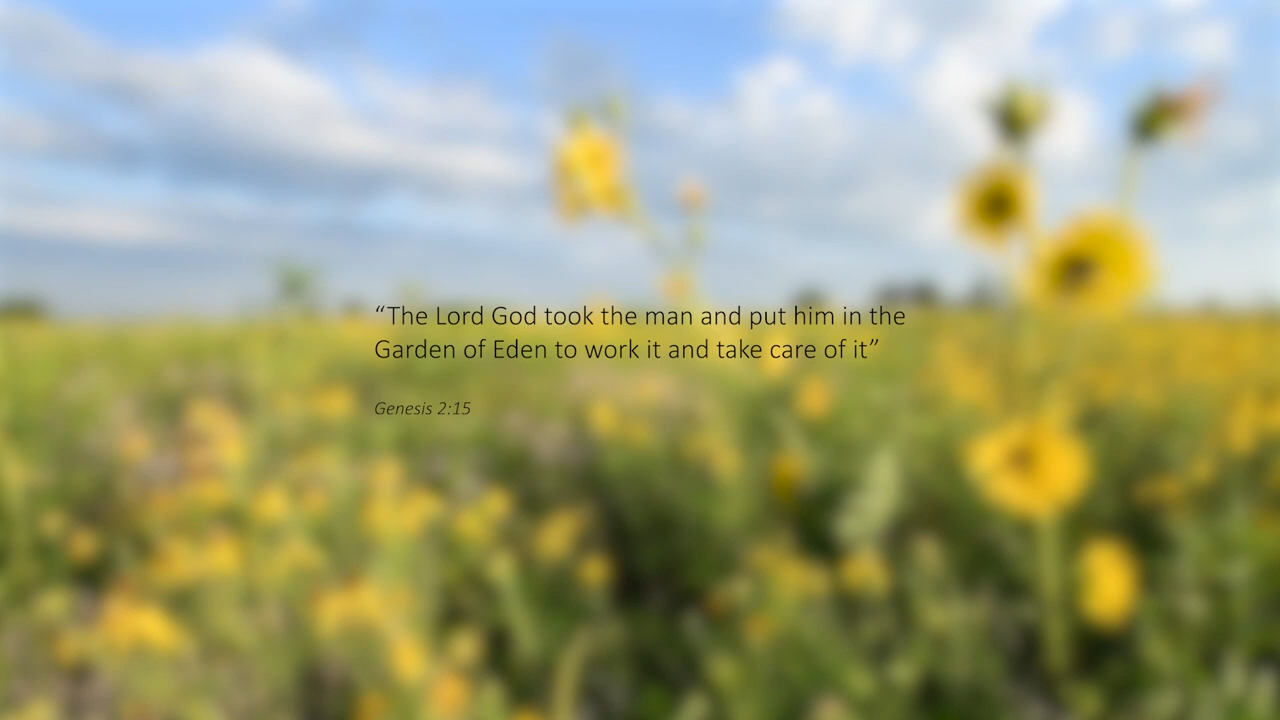 “The Lord God took the man and put him in the
Garden of Eden to work it and take care of it”
Genesis 2:15